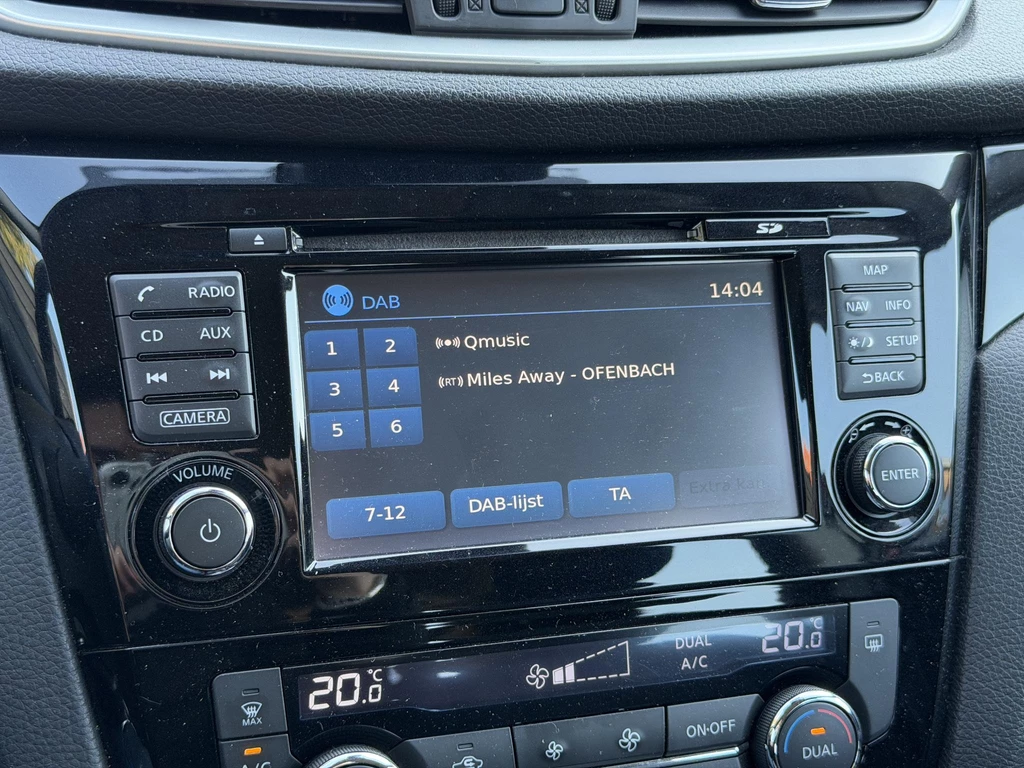 SD
RADIO
CD AUX
CAMERA
VOLUME
DAB 14:04
1 2
3 4
5 6
Qmusic
(RT) Miles Away - OFENBACH
7-12 DAB-lijst TA Extra
MAP
NAV INFO
SETUP
BACK
ENTER
20.0 °C
DUAL
A/C
20.0 °C
MAX
A/C
ON·OFF
DUAL